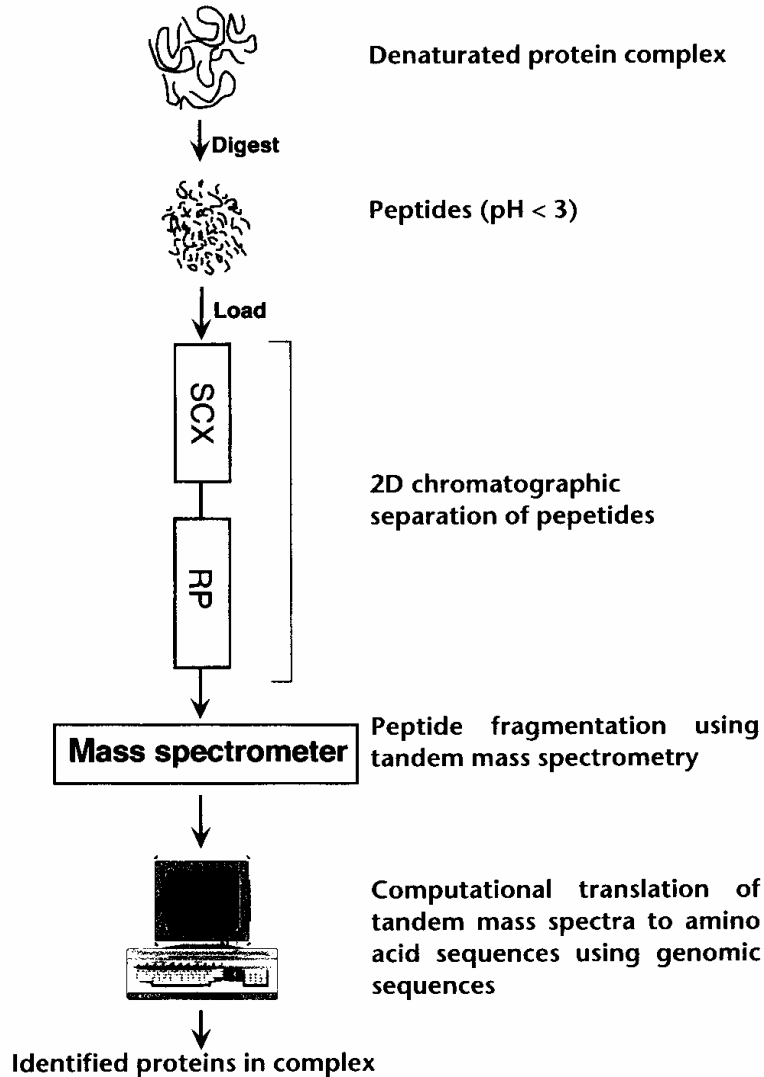 Denaturated protein complex
Digest
Peptides (pH < 3)
Load
SCX
2D chromatographic
separation of pepetides
RP
Mass spectrometer
Peptide fragmentation using
tandem mass spectrometry
Computational translation of
tandem mass spectra to amino
acid sequences using genomic
sequences
Identified proteins in complex